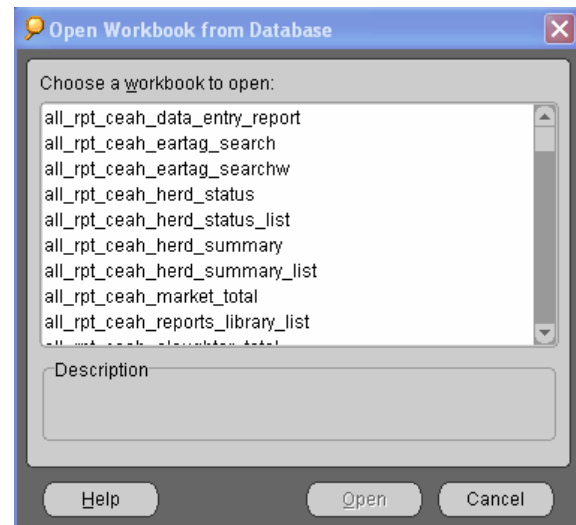 Open Workbook from Database
Choose a workbook to open:
all_rpt_ceah_data_entry_report
all_rpt_ceah_eartag_search
all_rpt_ceah_eartag_searchw
all_rpt_ceah_herd_status
all_rpt_ceah_herd_status_list
all_rpt_ceah_herd_summary
all_rpt_ceah_herd_summary_list
all_rpt_ceah_market_total
all_rpt_ceah_reports_library_list
all_rpt_ceah_slaughter_total
Description
Help Open Cancel